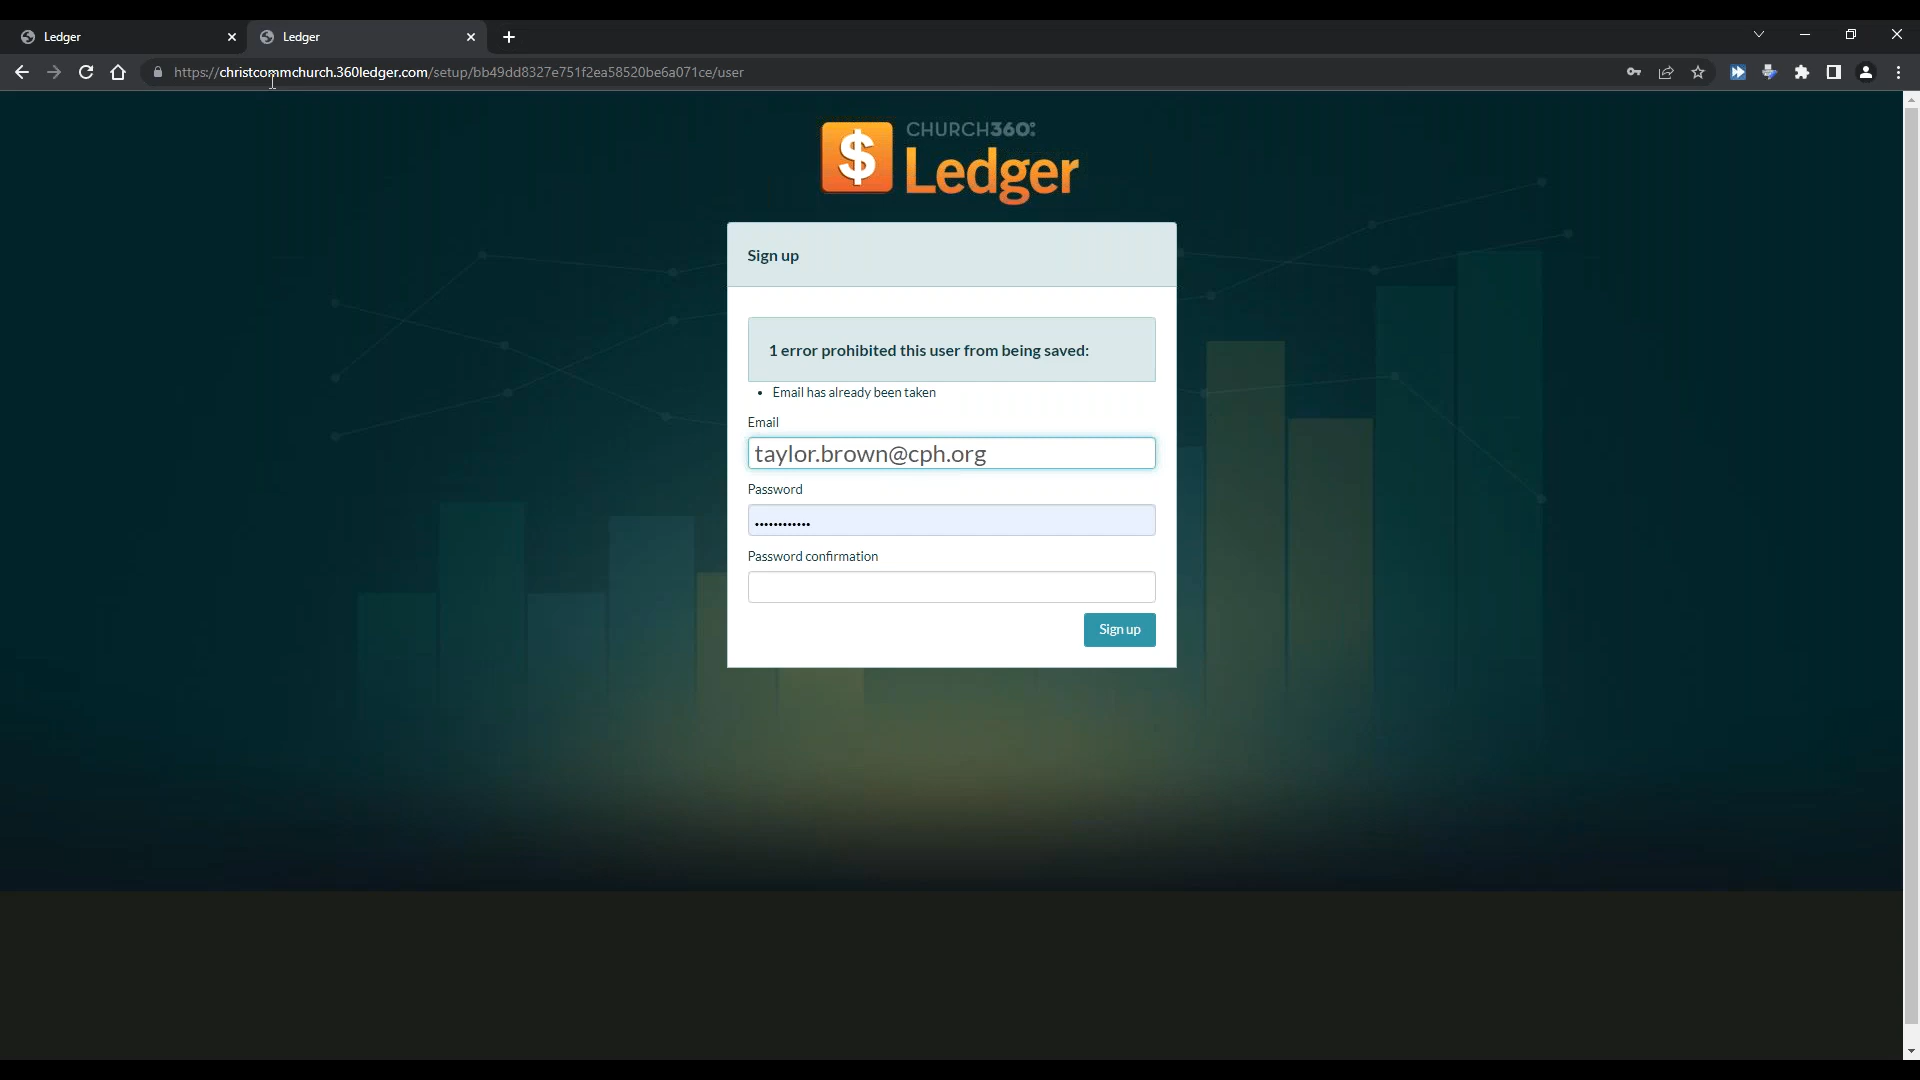 Ledger
Ledger
https://christcommchurch.360ledger.com/setup/bb49dd8327e751f2ea58520be6a071ce/user
$
CHURCH360:
Ledger
Sign up
1 error prohibited this user from being saved:
• Email has already been taken
Email
taylor.brown@cph.org
Password
••••••••••••
Password confirmation
Sign up